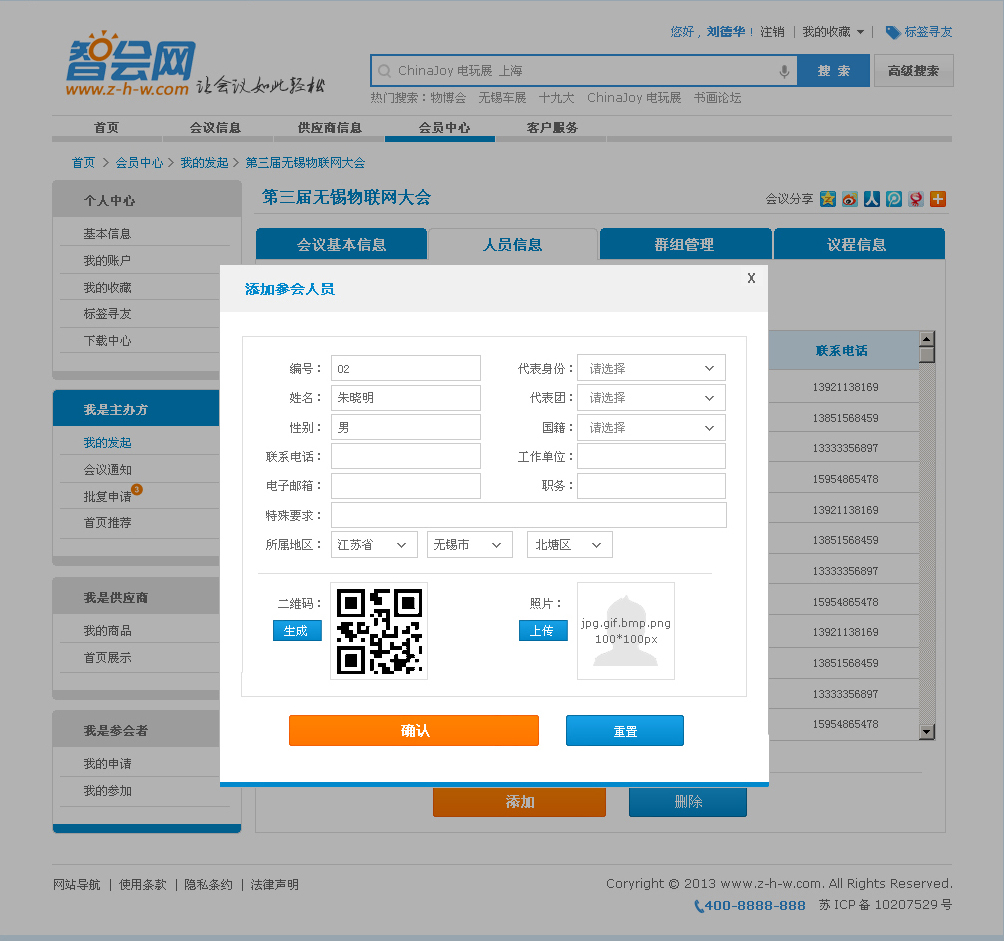 您好，刘德华！ 注销 | 我的收藏 | 标签寻友
智会网
www.z-h-w.com 让会议如此轻松
ChinaJoy 电玩展 上海
搜 索
高级搜索
热门搜索：物博会 无锡车展 十九大 ChinaJoy 电玩展 书画论坛
首页 会议信息 供应商信息 会员中心 客户服务
首页 > 会员中心 > 我的发起 > 第三届无锡物联网大会
个人中心
基本信息
我的账户
我的收藏
标签寻友
下载中心
我是主办方
我的发起
会议通知
批复申请 3
首页推荐
我是供应商
我的商品
首页展示
我是参会者
我的申请
我的参加
第三届无锡物联网大会
会议分享
会议基本信息 人员信息 群组管理 议程信息
添加参会人员 X
编号： 02 代表身份： 请选择
姓名： 朱晓明 代表团： 请选择
性别： 男 国籍： 请选择
联系电话： 工作单位：
电子邮箱： 职务：
特殊要求：
所属地区： 江苏省 无锡市 北塘区
二维码： 照片：
生成 上传
jpg.gif.bmp.png
100*100px
确认 重置
联系电话
13921138169
13851568459
13333356897
15954865478
13921138169
13851568459
13333356897
15954865478
13921138169
13851568459
13333356897
15954865478
添加 删除
网站导航 | 使用条款 | 隐私条约 | 法律声明
Coryright © 2013 www.z-h-w.com. All Rights Reserved.
400-8888-888 苏 ICP 备 10207529 号